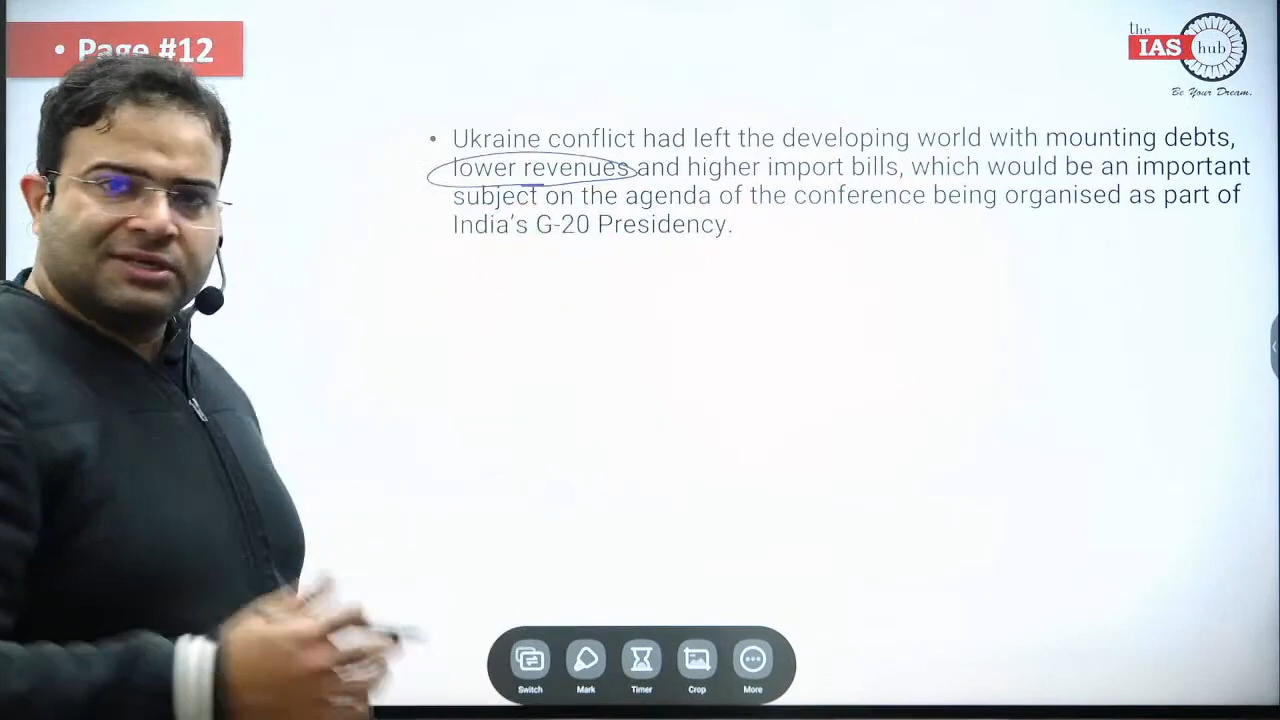 • Page #12
the
IAS hub
Be Your Dream.
• Ukraine conflict had left the developing world with mounting debts,
lower revenues and higher import bills, which would be an important
subject on the agenda of the conference being organised as part of
India’s G-20 Presidency.
Switch Mark Timer Crop More